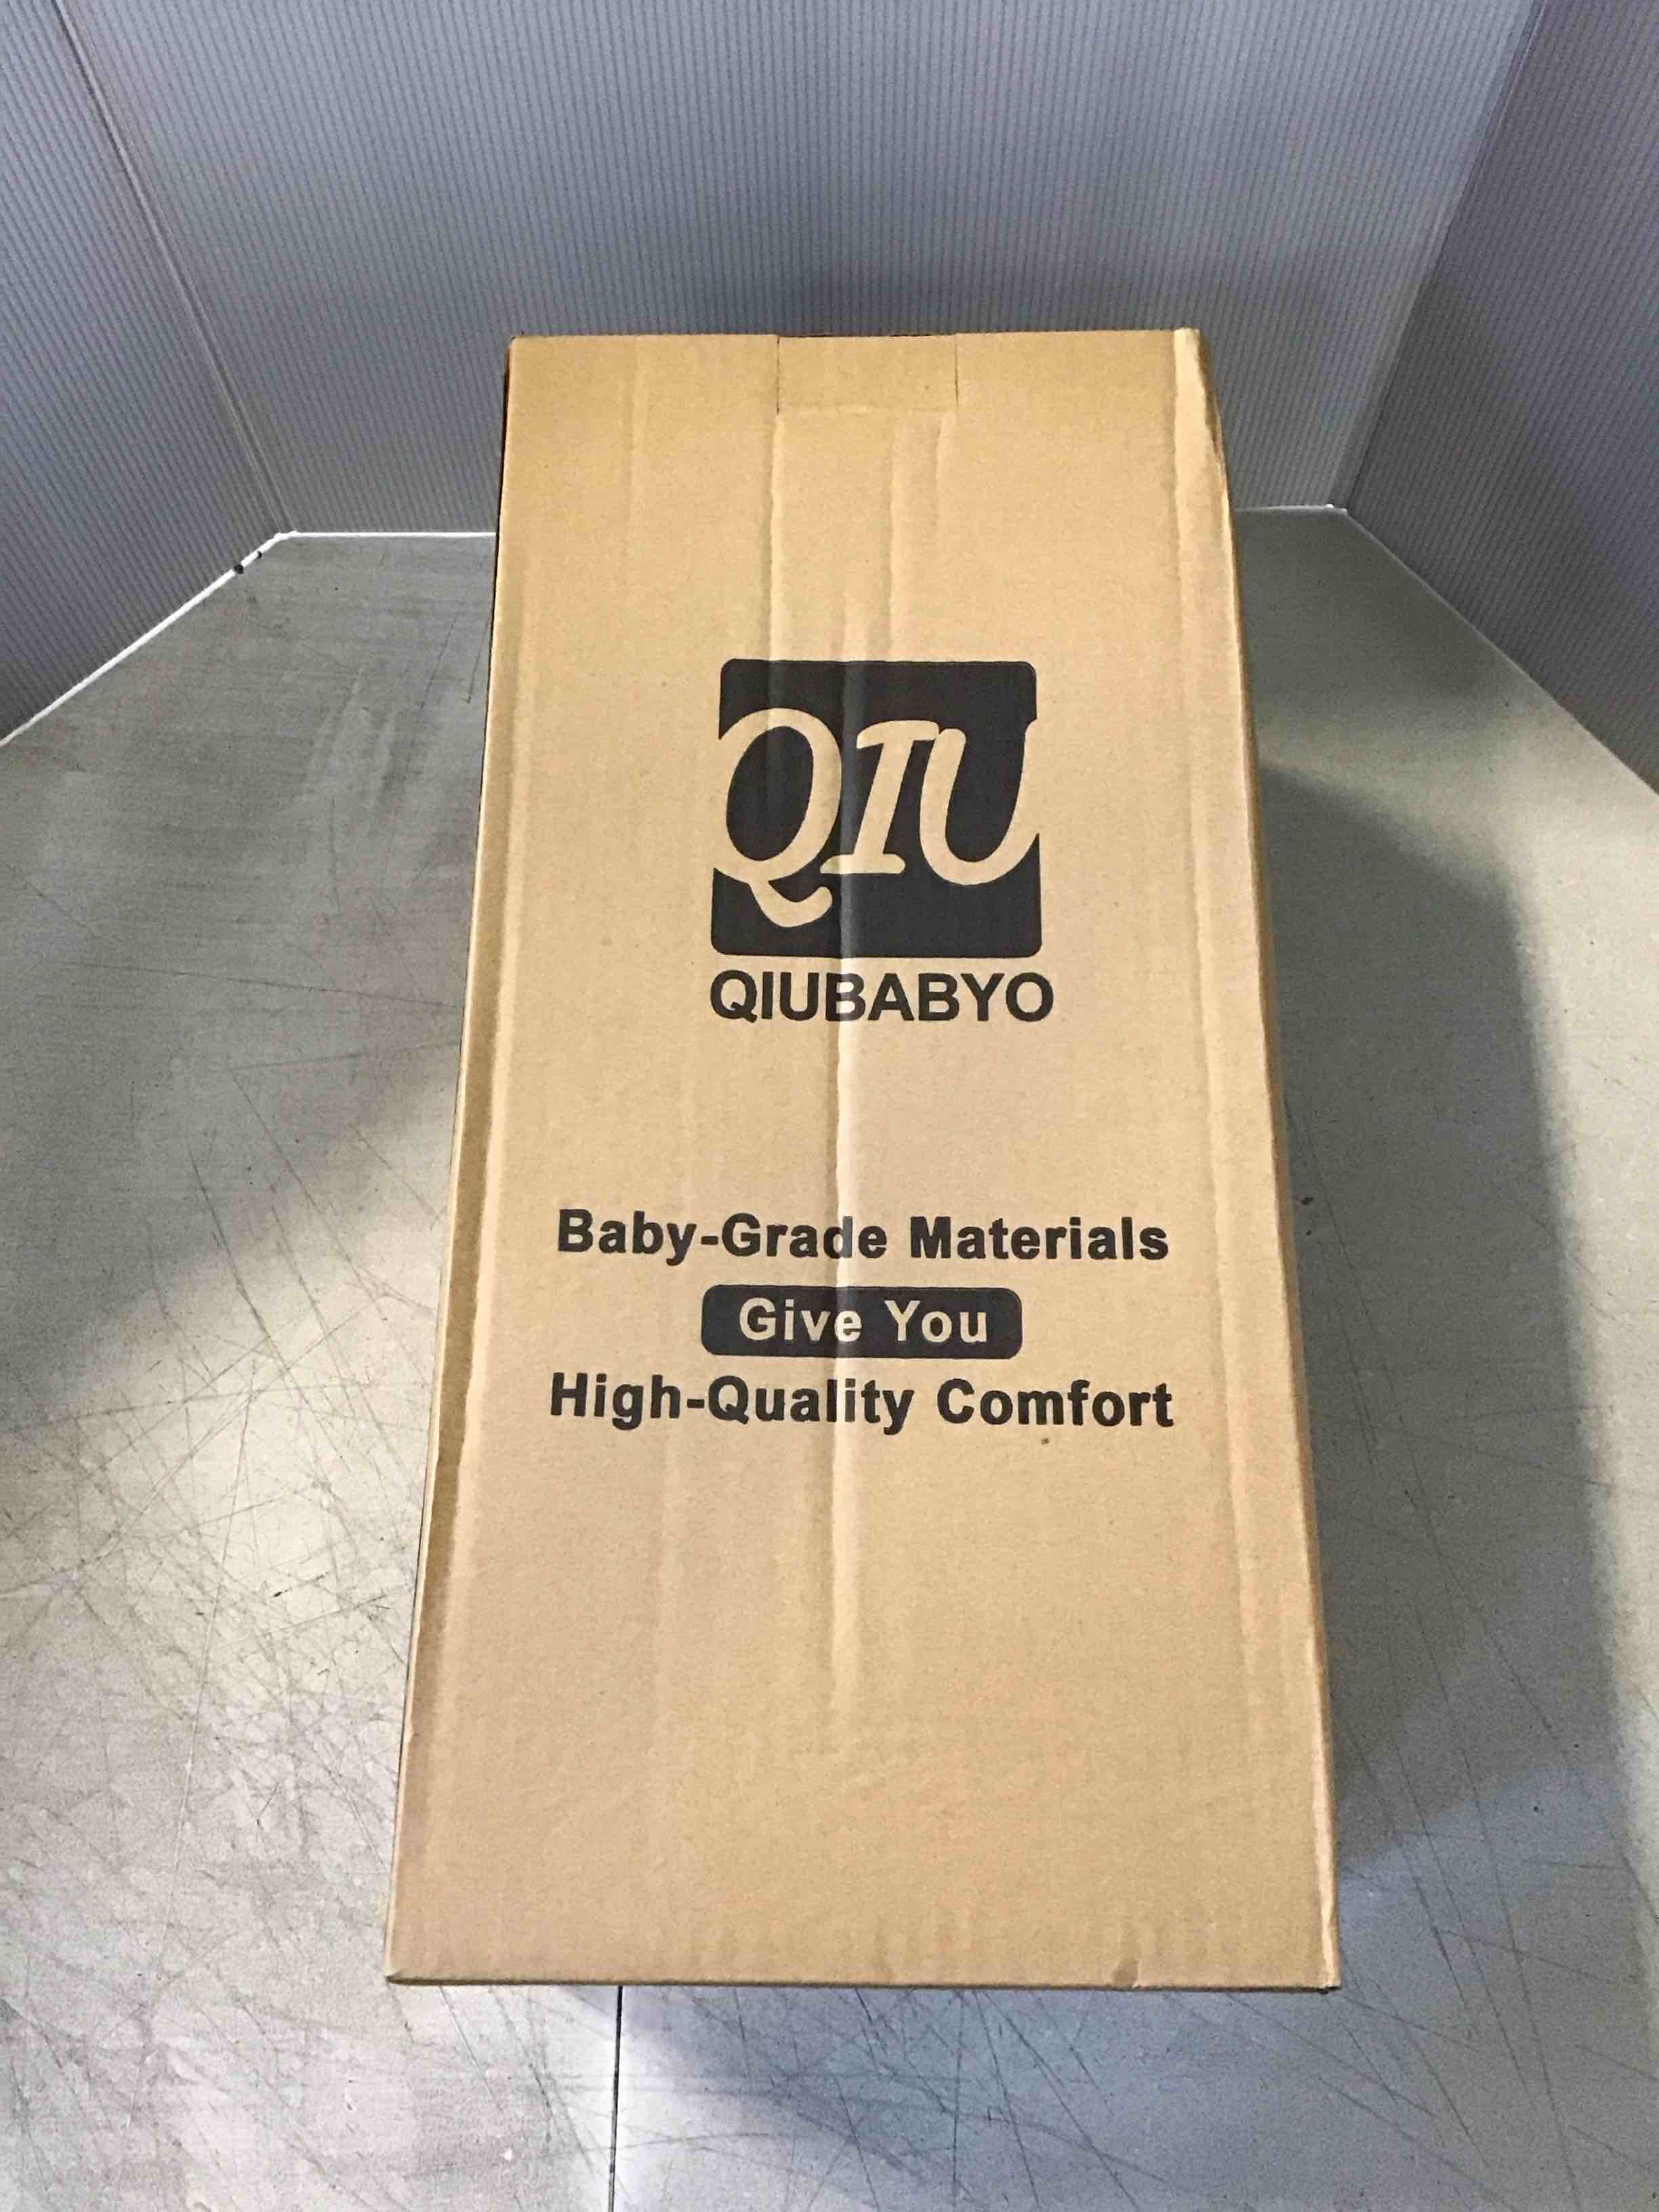 QIU
QIUBABYO
Baby-Grade Materials
Give You
High-Quality Comfort